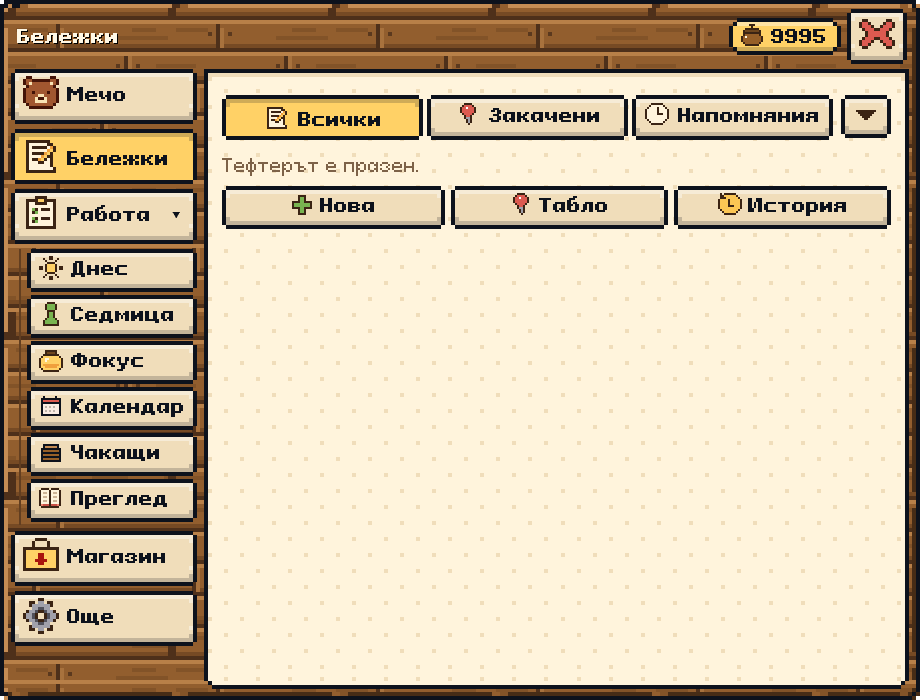 Бележки
9995
Мечо
Бележки
Работа
Днес
Седмица
Фокус
Календар
Чакащи
Преглед
Магазин
Още
Всички
Закачени
Напомняния
Тефтерът е празен.
Нова
Табло
История